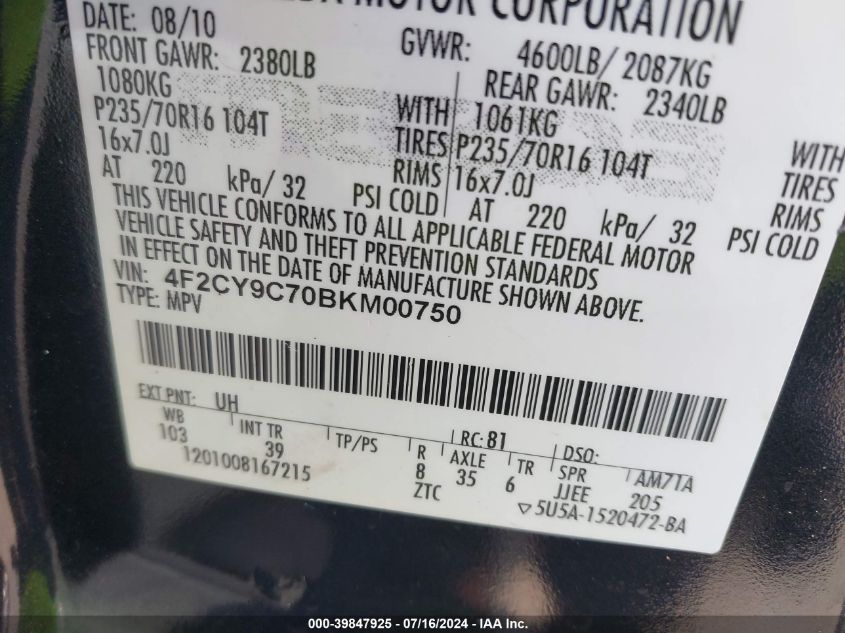 MOTOR CORPORATION
DATE: 08/10 GVWR: 4600LB/ 2087KG
FRONT GAWR: 2380LB REAR GAWR: 2340LB
1080KG WITH 1061KG WITH
P235/70R16 104T TIRES P235/70R16 104T TIRES
16x7.0J RIMS 16x7.0J RIMS
AT 220 kPa/ 32 PSI COLD AT 220 kPa/ 32 PSI COLD
THIS VEHICLE CONFORMS TO ALL APPLICABLE FEDERAL MOTOR
VEHICLE SAFETY AND THEFT PREVENTION STANDARDS
IN EFFECT ON THE DATE OF MANUFACTURE SHOWN ABOVE.
VIN: 4F2CY9C70BKM00750
TYPE: MPV
EXT PNT: UH RC: 81 DSO:
WB INT TR TP/PS R AXLE TR SPR AM71A
103 39 8 35 6 JJEE 205
1201008167215 ZTC ▽5U5A-1520472-BA
000-39847925 - 07/16/2024 - IAA Inc.